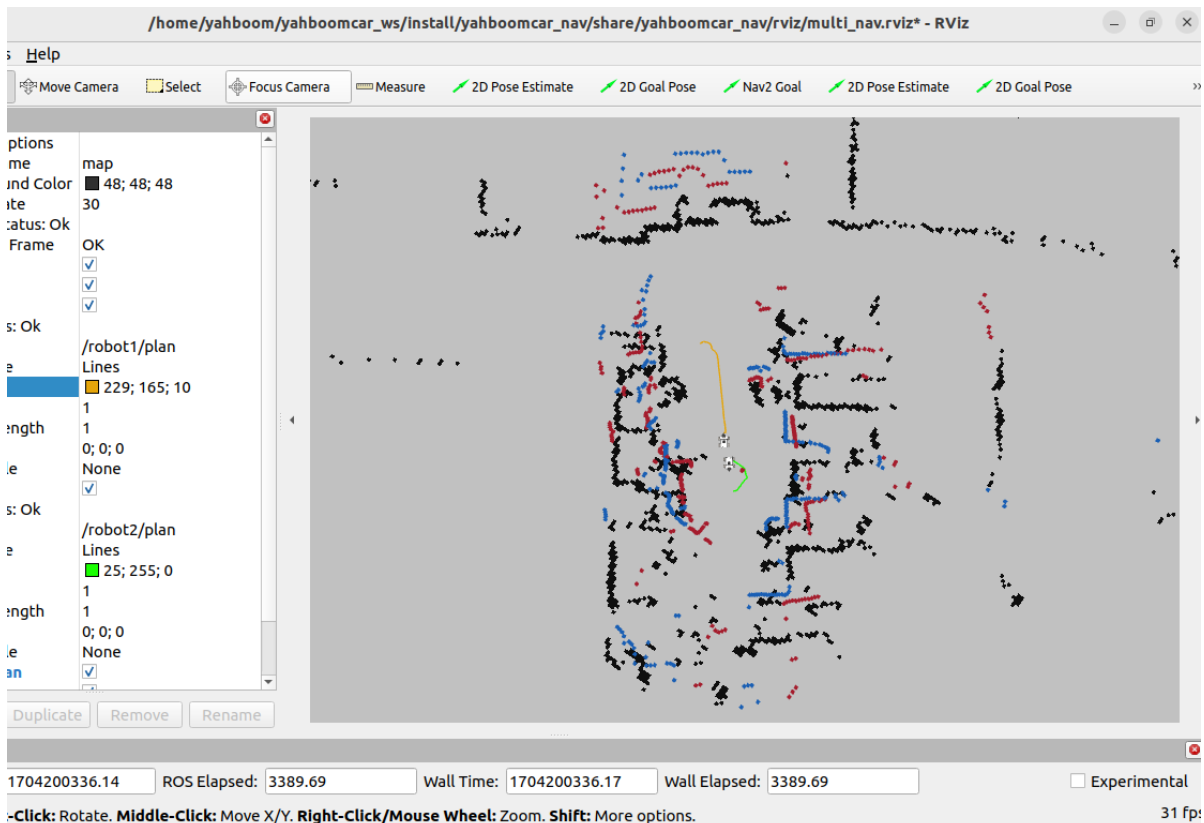 /home/yahboom/yahboomcar_ws/install/yahboomcar_nav/share/yahboomcar_nav/rviz/multi_nav.rviz* - RViz
s Help
Move Camera Select Focus Camera Measure 2D Pose Estimate 2D Goal Pose Nav2 Goal 2D Pose Estimate 2D Goal Pose »
ptions
me map
und Color 48; 48; 48
ate 30
tatus: Ok
Frame OK
s: Ok
/robot1/plan
e Lines
229; 165; 10
1
ength 1
0; 0; 0
le None
s: Ok
/robot2/plan
e Lines
25; 255; 0
1
ength 1
0; 0; 0
le None
an
Duplicate Remove Rename
1704200336.14 ROS Elapsed: 3389.69 Wall Time: 1704200336.17 Wall Elapsed: 3389.69 Experimental
-Click: Rotate. Middle-Click: Move X/Y. Right-Click/Mouse Wheel: Zoom. Shift: More options. 31 fps